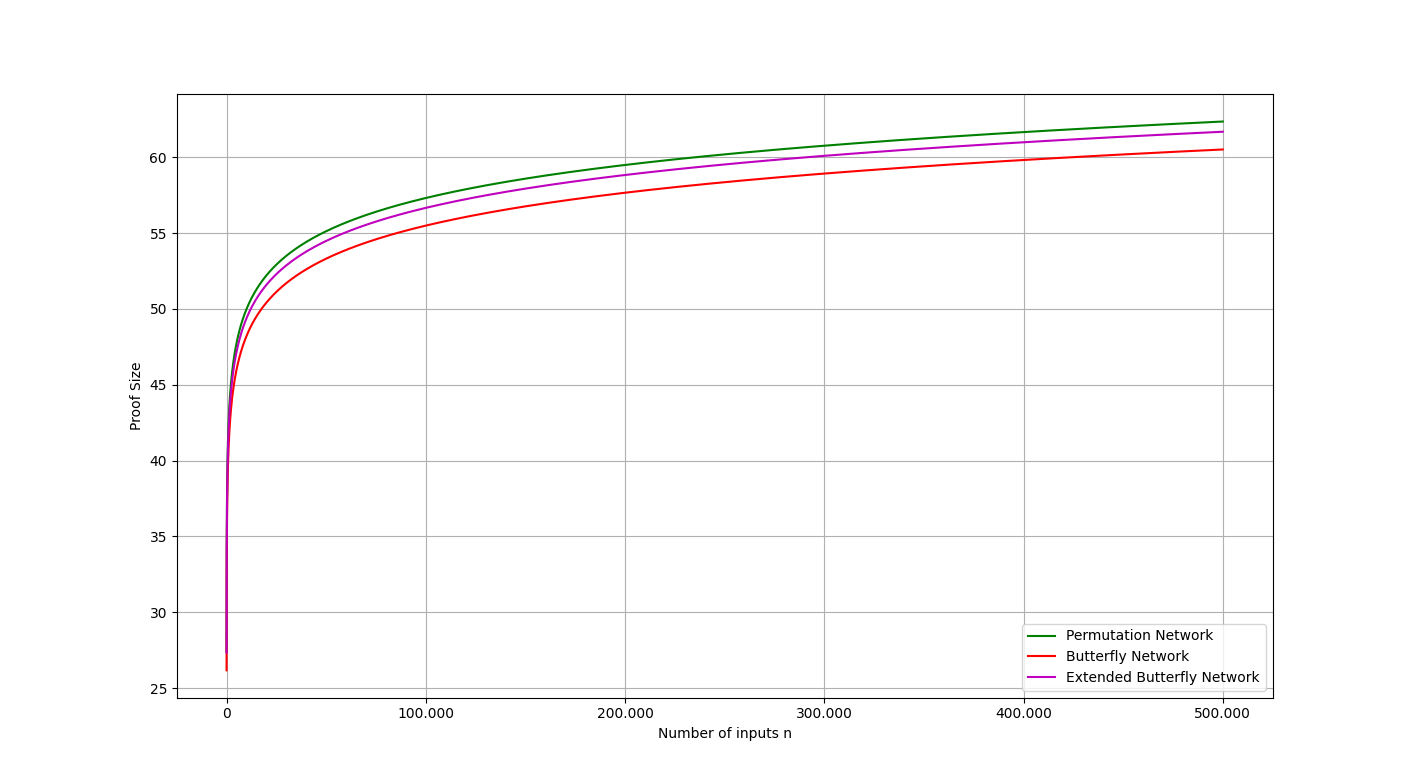 Proof Size
60
55
50
45
40
35
30
25
0
100.000
200.000
300.000
400.000
500.000
Number of inputs n
Permutation Network
Butterfly Network
Extended Butterfly Network